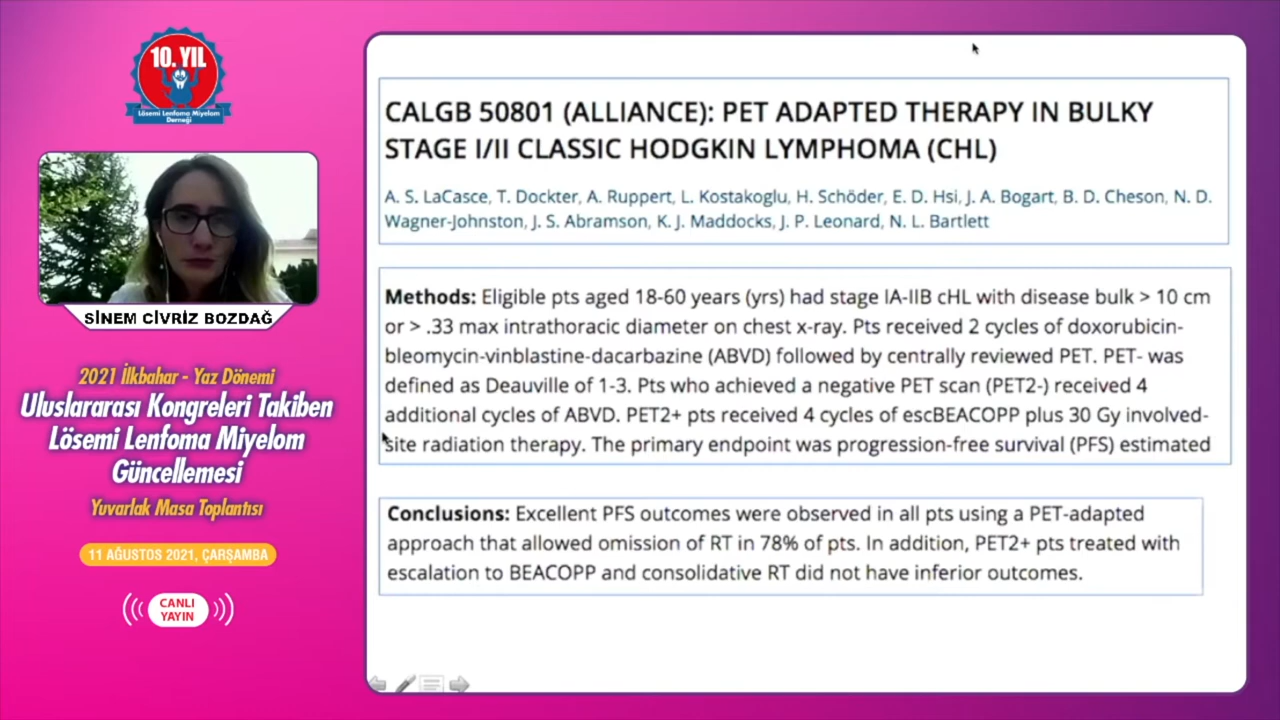 10. YIL
Lösemi Lenfoma Miyelom
Derneği
SİNEM CİVRİZ BOZDAĞ
2021 İlkbahar - Yaz Dönemi
Uluslararası Kongreleri Takiben
Lösemi Lenfoma Miyelom
Güncellemesi
Yuvarlak Masa Toplantısı
11 AĞUSTOS 2021, ÇARŞAMBA
CANLI
YAYIN
CALGB 50801 (ALLIANCE): PET ADAPTED THERAPY IN BULKY
STAGE I/II CLASSIC HODGKIN LYMPHOMA (CHL)
A. S. LaCasce, T. Dockter, A. Ruppert, L. Kostakoglu, H. Schöder, E. D. Hsi, J. A. Bogart, B. D. Cheson, N. D.
Wagner-Johnston, J. S. Abramson, K. J. Maddocks, J. P. Leonard, N. L. Bartlett
Methods: Eligible pts aged 18-60 years (yrs) had stage IA-IIB cHL with disease bulk > 10 cm
or > .33 max intrathoracic diameter on chest x-ray. Pts received 2 cycles of doxorubicin-
bleomycin-vinblastine-dacarbazine (ABVD) followed by centrally reviewed PET. PET- was
defined as Deauville of 1-3. Pts who achieved a negative PET scan (PET2-) received 4
additional cycles of ABVD. PET2+ pts received 4 cycles of escBEACOPP plus 30 Gy involved-
site radiation therapy. The primary endpoint was progression-free survival (PFS) estimated
Conclusions: Excellent PFS outcomes were observed in all pts using a PET-adapted
approach that allowed omission of RT in 78% of pts. In addition, PET2+ pts treated with
escalation to BEACOPP and consolidative RT did not have inferior outcomes.